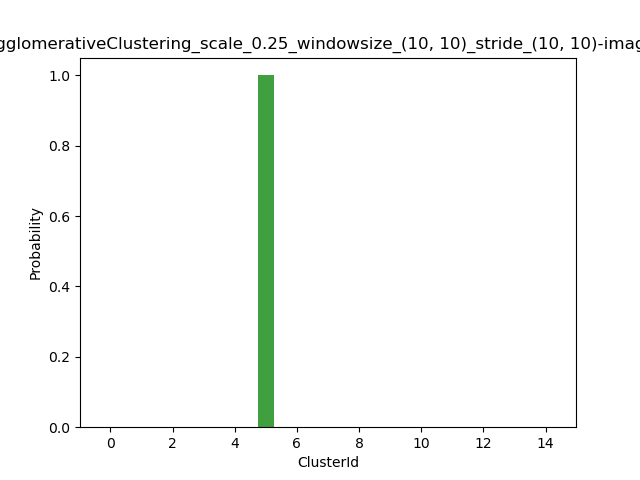 gglomerativeClustering_scale_0.25_windowsize_(10, 10)_stride_(10, 10)-imag
1.0
0.8
0.6
0.4
0.2
0.0
Probability
0 2 4 6 8 10 12 14
ClusterId